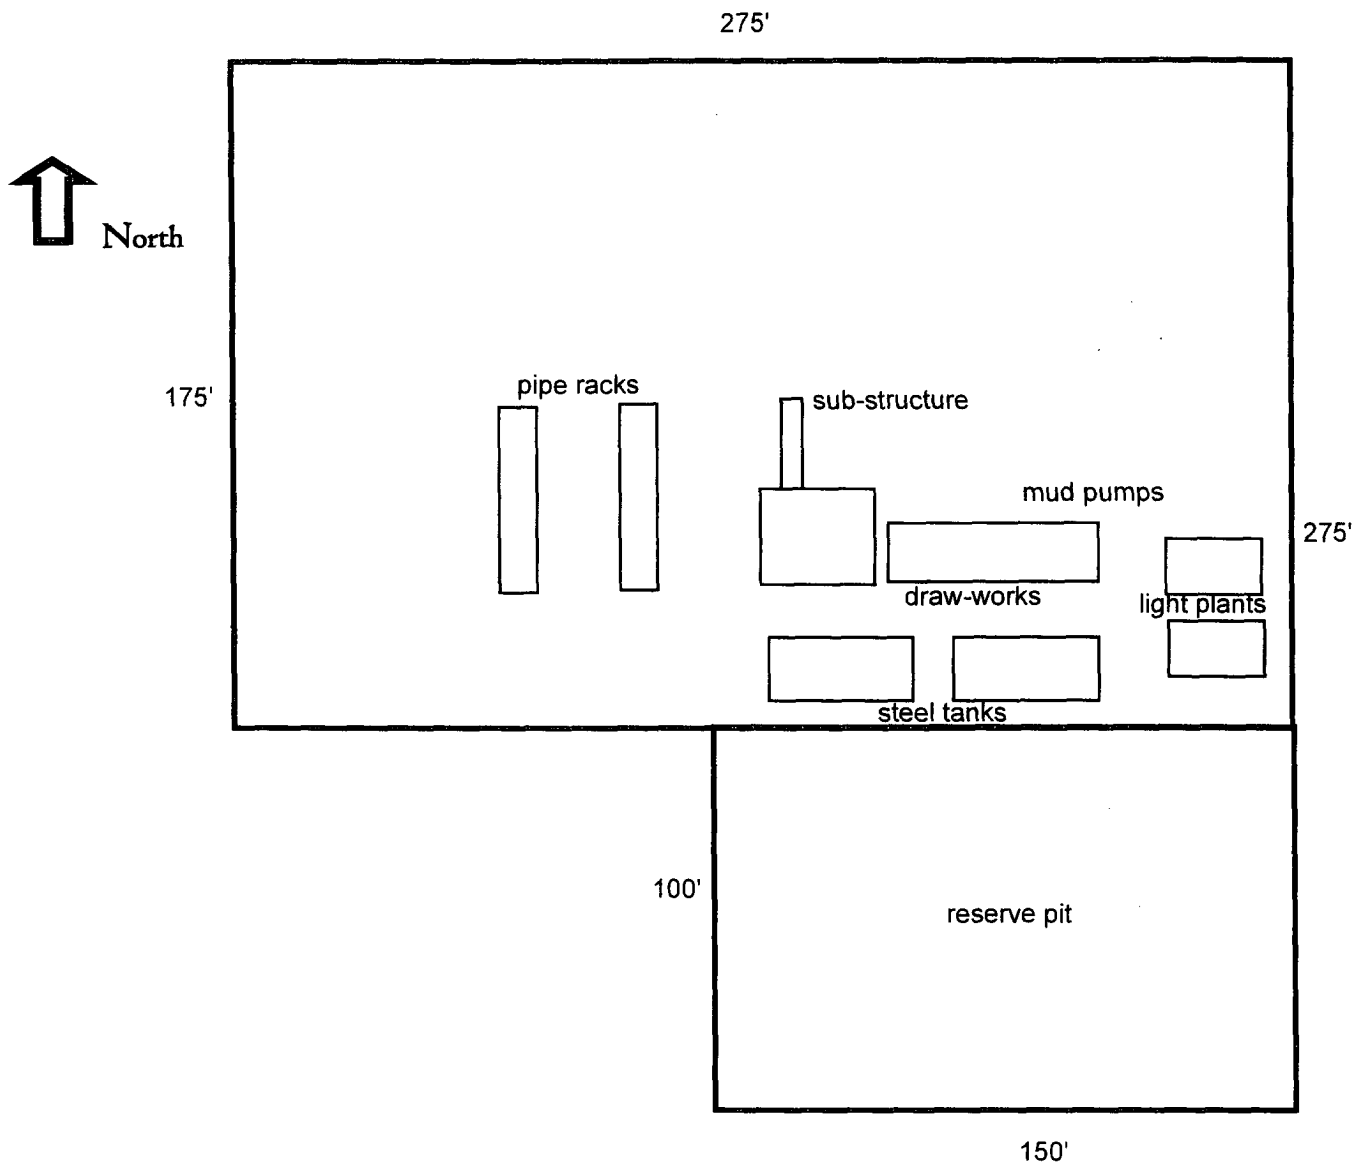 275'
North
175'
pipe racks
sub-structure
mud pumps
275'
draw-works
light plants
steel tanks
100'
reserve pit
150'